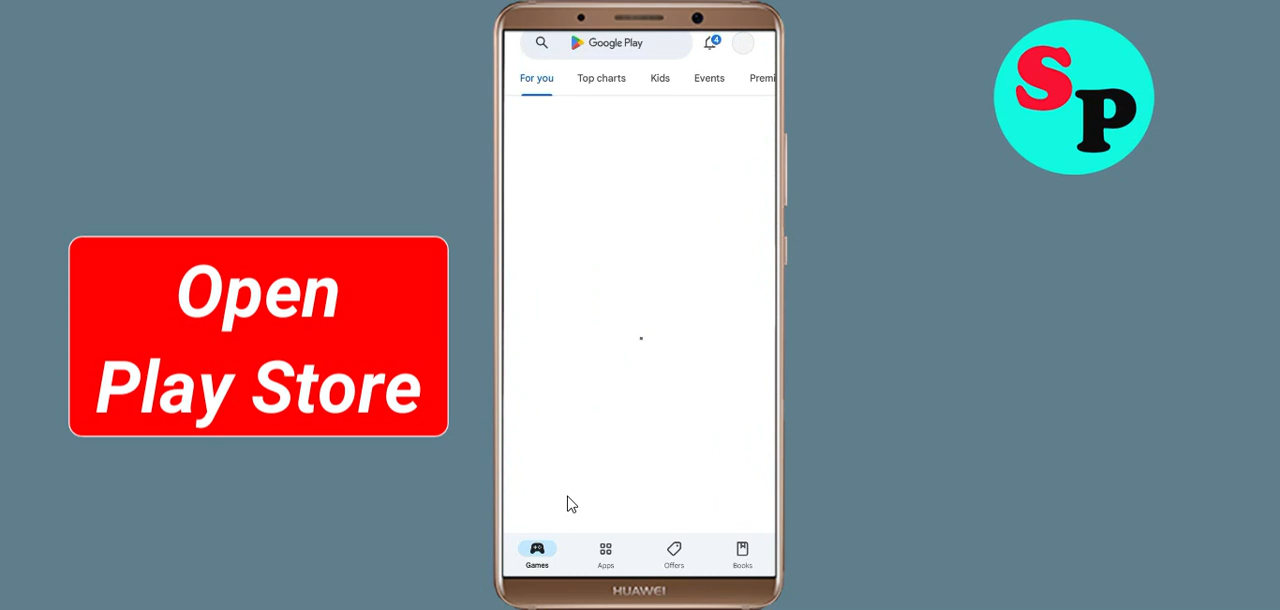 Google Play
4
For you Top charts Kids Events Premi
SP
Open
Play Store
Games Apps Offers Books
HUAWEI